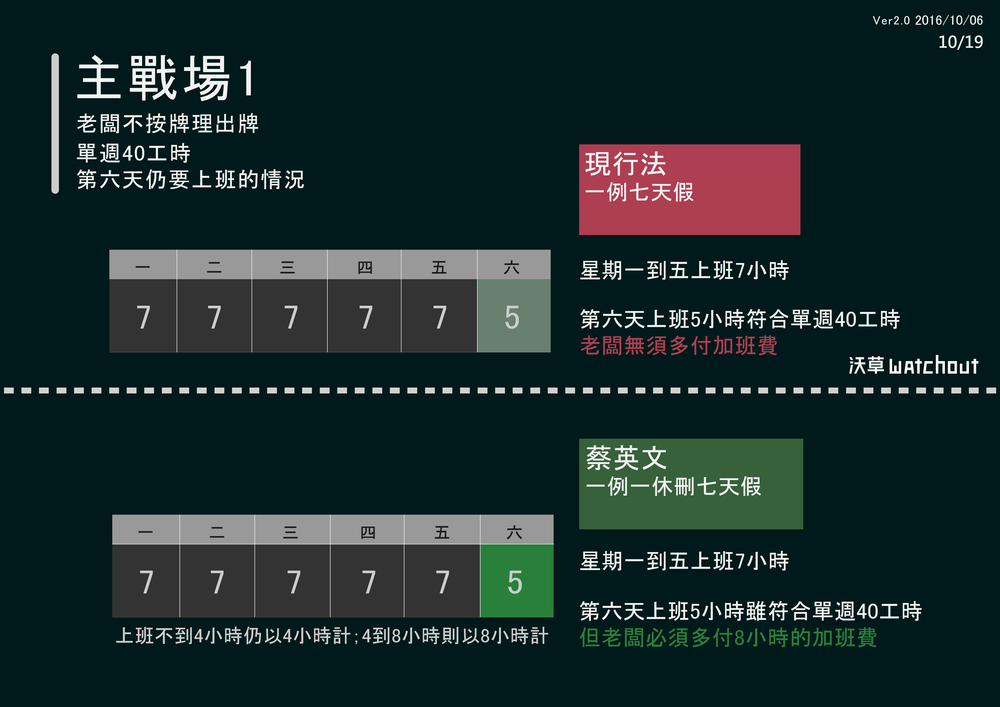 Ver2.0 2016/10/06
10/19
主戰場1
老闆不按牌理出牌
單週40工時
第六天仍要上班的情況
現行法
一例七天假
一 二 三 四 五 六
7 7 7 7 7 5
星期一到五上班7小時
第六天上班5小時符合單週40工時
老闆無須多付加班費
沃草 WATCHOUT
蔡英文
一例一休刪七天假
一 二 三 四 五 六
7 7 7 7 7 5
上班不到4小時仍以4小時計;4到8小時則以8小時計
星期一到五上班7小時
第六天上班5小時雖符合單週40工時
但老闆必須多付8小時的加班費